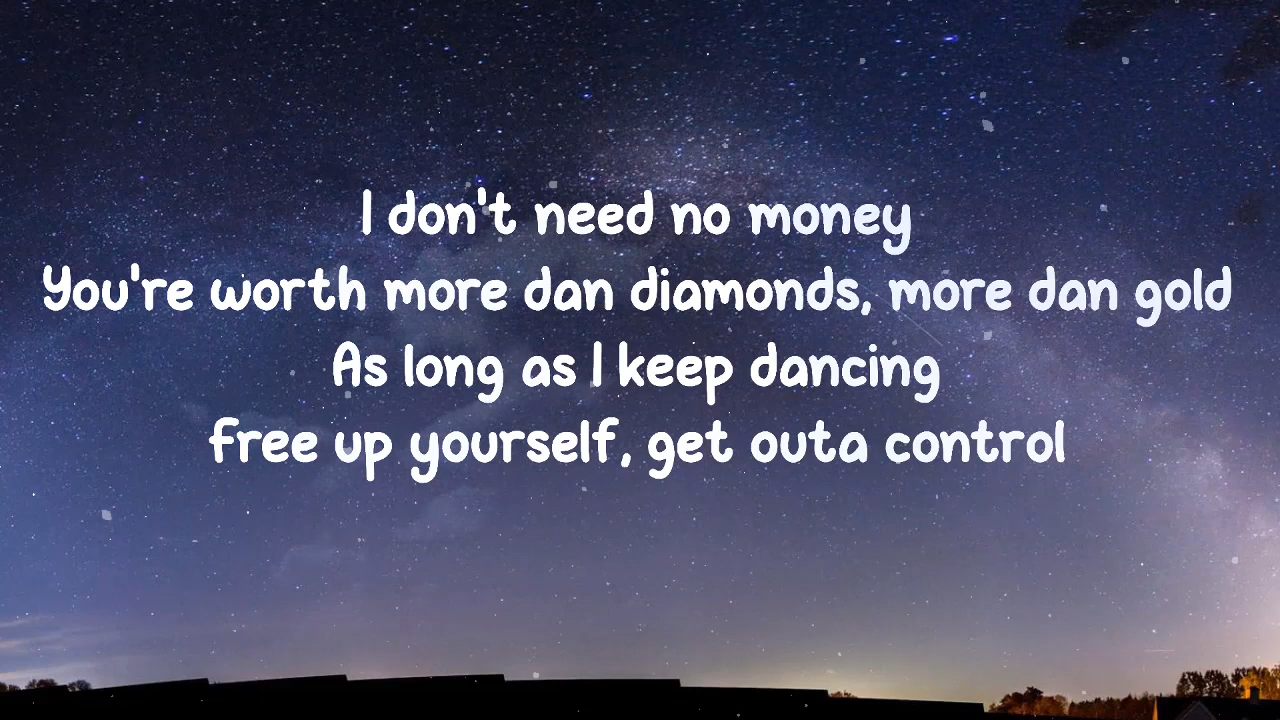 I don't need no money
You're worth more dan diamonds, more dan gold
As long as I keep dancing
Free up yourself, get outa control